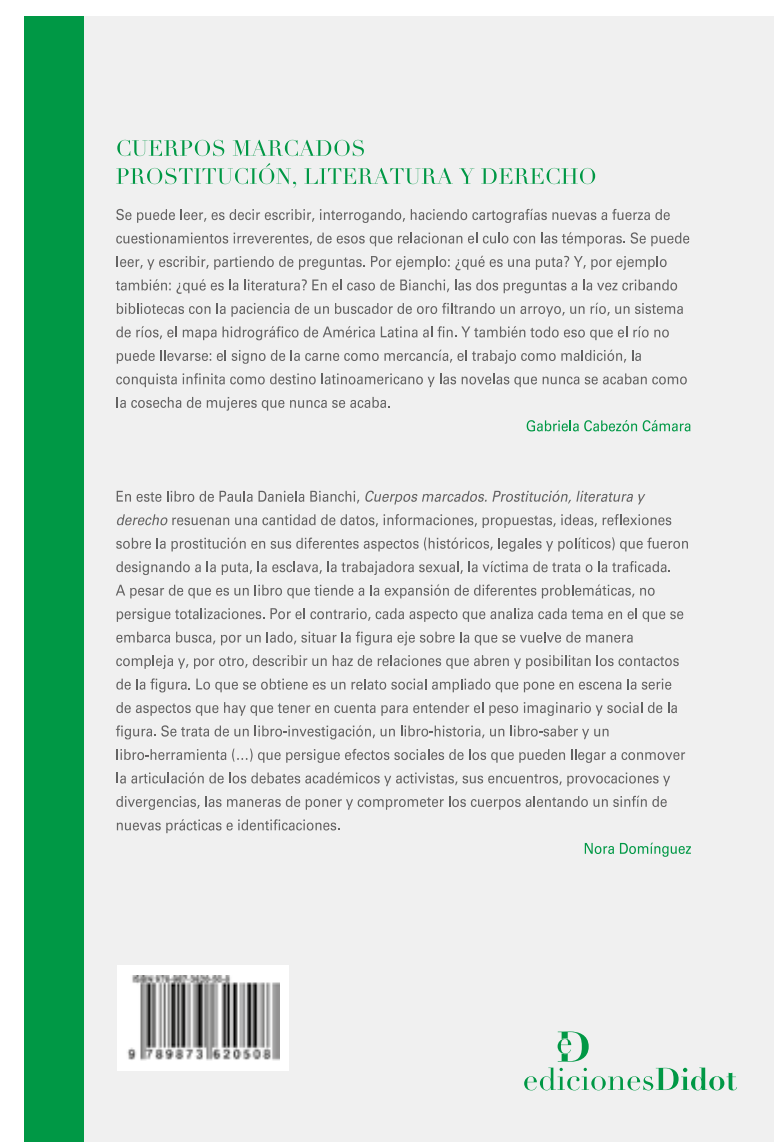 CUERPOS MARCADOS
PROSTITUCIÓN, LITERATURA Y DERECHO
Se puede leer, es decir escribir, interrogando, haciendo cartografías nuevas a fuerza de
cuestionamientos irreverentes, de esos que relacionan el culo con las témporas. Se puede
leer, y escribir, partiendo de preguntas. Por ejemplo: ¿qué es una puta? Y, por ejemplo
también: ¿qué es la literatura? En el caso de Bianchi, las dos preguntas a la vez cribando
bibliotecas con la paciencia de un buscador de oro filtrando un arroyo, un río, un sistema
de ríos, el mapa hidrográfico de América Latina al fin. Y también todo eso que el río no
puede llevarse: el signo de la carne como mercancía, el trabajo como maldición, la
conquista infinita como destino latinoamericano y las novelas que nunca se acaban como
la cosecha de mujeres que nunca se acaba.
Gabriela Cabezón Cámara
En este libro de Paula Daniela Bianchi, Cuerpos marcados. Prostitución, literatura y
derecho resuenan una cantidad de datos, informaciones, propuestas, ideas, reflexiones
sobre la prostitución en sus diferentes aspectos (históricos, legales y políticos) que fueron
designando a la puta, la esclava, la trabajadora sexual, la víctima de trata o la traficada.
A pesar de que es un libro que tiende a la expansión de diferentes problemáticas, no
persigue totalizaciones. Por el contrario, cada aspecto que analiza cada tema en el que se
embarca busca, por un lado, situar la figura eje sobre la que se vuelve de manera
compleja y, por otro, describir un haz de relaciones que abren y posibilitan los contactos
de la figura. Lo que se obtiene es un relato social ampliado que pone en escena la serie
de aspectos que hay que tener en cuenta para entender el peso imaginario y social de la
figura. Se trata de un libro-investigación, un libro-historia, un libro-saber y un
libro-herramienta (...) que persigue efectos sociales de los que pueden llegar a conmover
la articulación de los debates académicos y activistas, sus encuentros, provocaciones y
divergencias, las maneras de poner y comprometer los cuerpos alentando un sinfín de
nuevas prácticas e identificaciones.
Nora Domínguez
ISBN 978-987-3620-50-8
9 789873 620508
eD
edicionesDidot